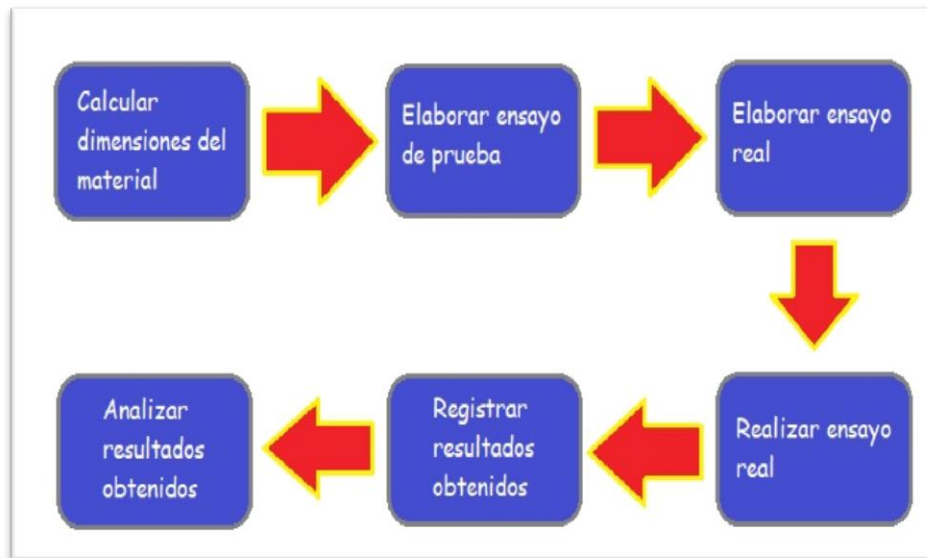 Calcular
dimensiones del
material
Elaborar ensayo
de prueba
Elaborar ensayo
real
Realizar ensayo
real
Registrar
resultados
obtenidos
Analizar
resultados
obtenidos